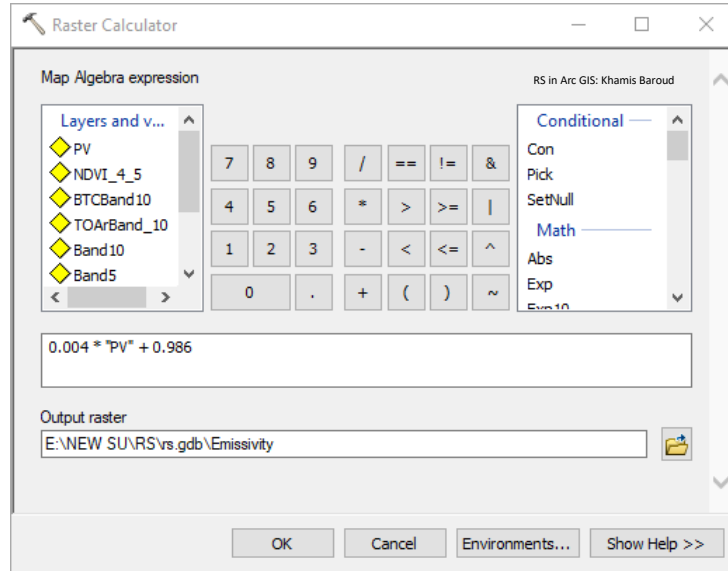 Raster Calculator
Map Algebra expression
RS in Arc GIS: Khamis Baroud
Layers and v...
PV
NDVI_4_5
BTCBand10
TOArBand_10
Band10
Band5
7 8 9 / == != &
4 5 6 * > >= |
1 2 3 - < <= ^
0 . + ( ) ~
Conditional
Con
Pick
SetNull
Math
Abs
Exp
Exp10
0.004 * "PV" + 0.986
Output raster
E:\NEW SU\RS\rs.gdb\Emissivity
OK Cancel Environments... Show Help >>